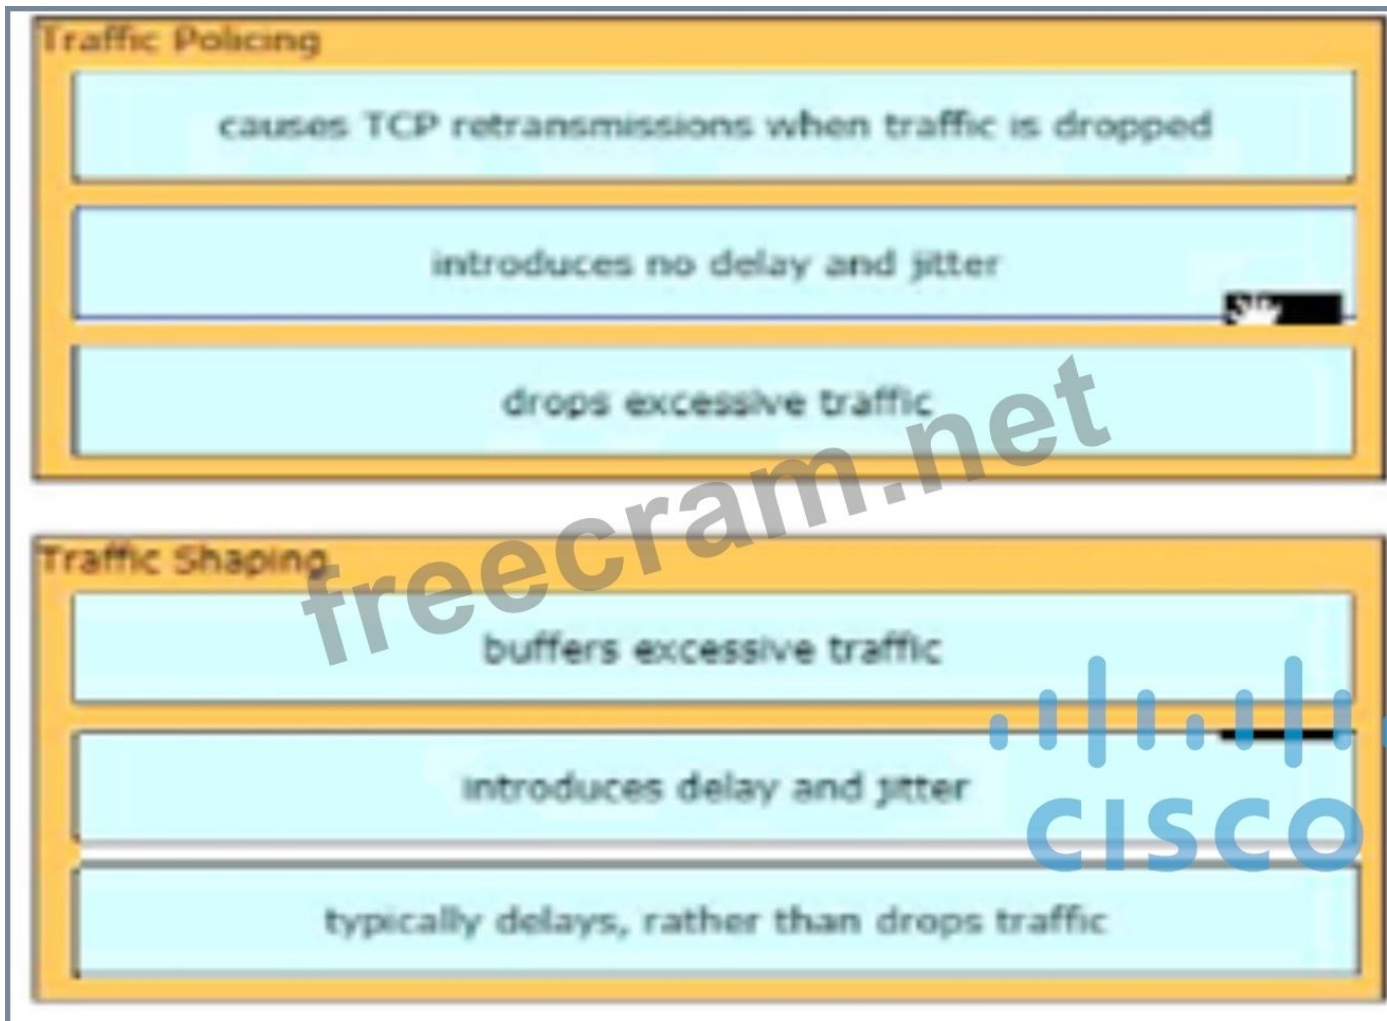 Traffic Policing
causes TCP retransmissions when traffic is dropped
introduces no delay and jitter
drops excessive traffic
freecram.net
Traffic Shaping
buffers excessive traffic
introduces delay and jitter
CISCO
typically delays, rather than drops traffic